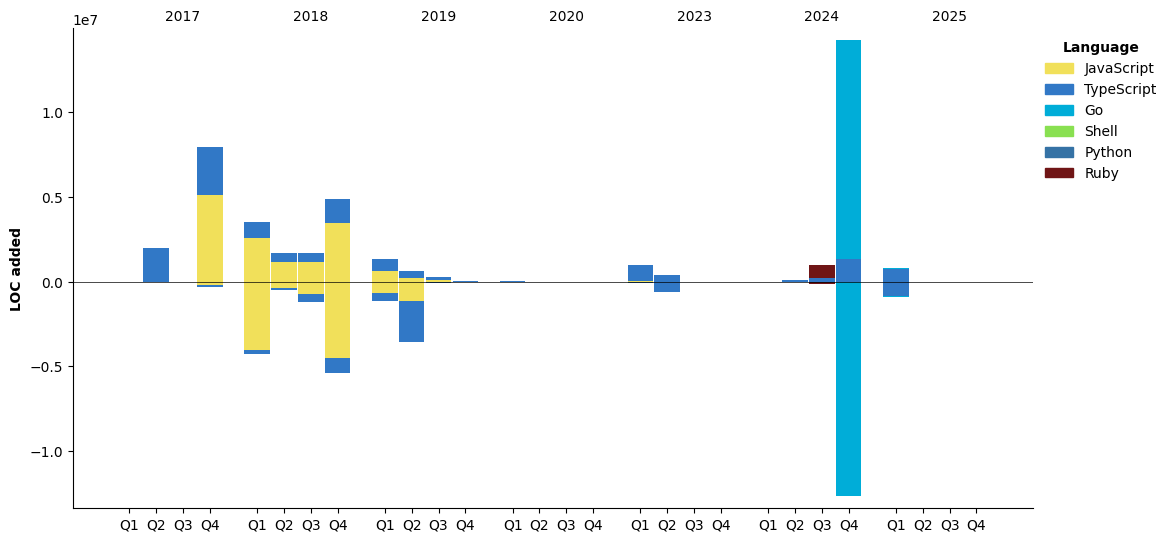 1e7
2017 2018 2019 2020 2023 2024 2025
Language
JavaScript
TypeScript
Go
Shell
Python
Ruby
LOC added
1.0
0.5
0.0
−0.5
−1.0
Q1 Q2 Q3 Q4 Q1 Q2 Q3 Q4 Q1 Q2 Q3 Q4 Q1 Q2 Q3 Q4 Q1 Q2 Q3 Q4 Q1 Q2 Q3 Q4 Q1 Q2 Q3 Q4